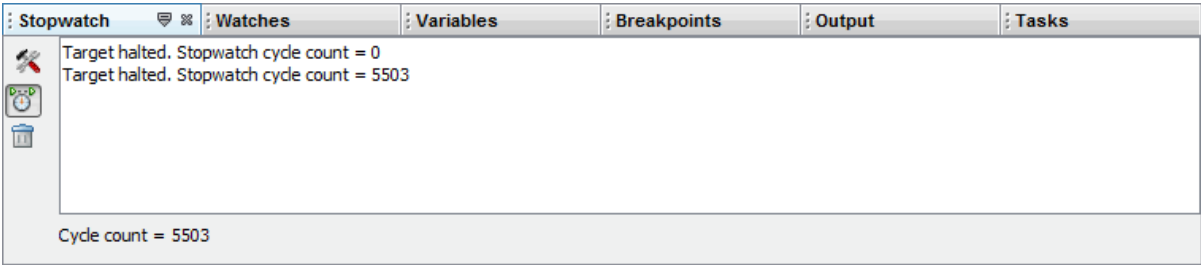 Stopwatch Watches Variables Breakpoints Output Tasks
Target halted. Stopwatch cycle count = 0
Target halted. Stopwatch cycle count = 5503
Cycle count = 5503